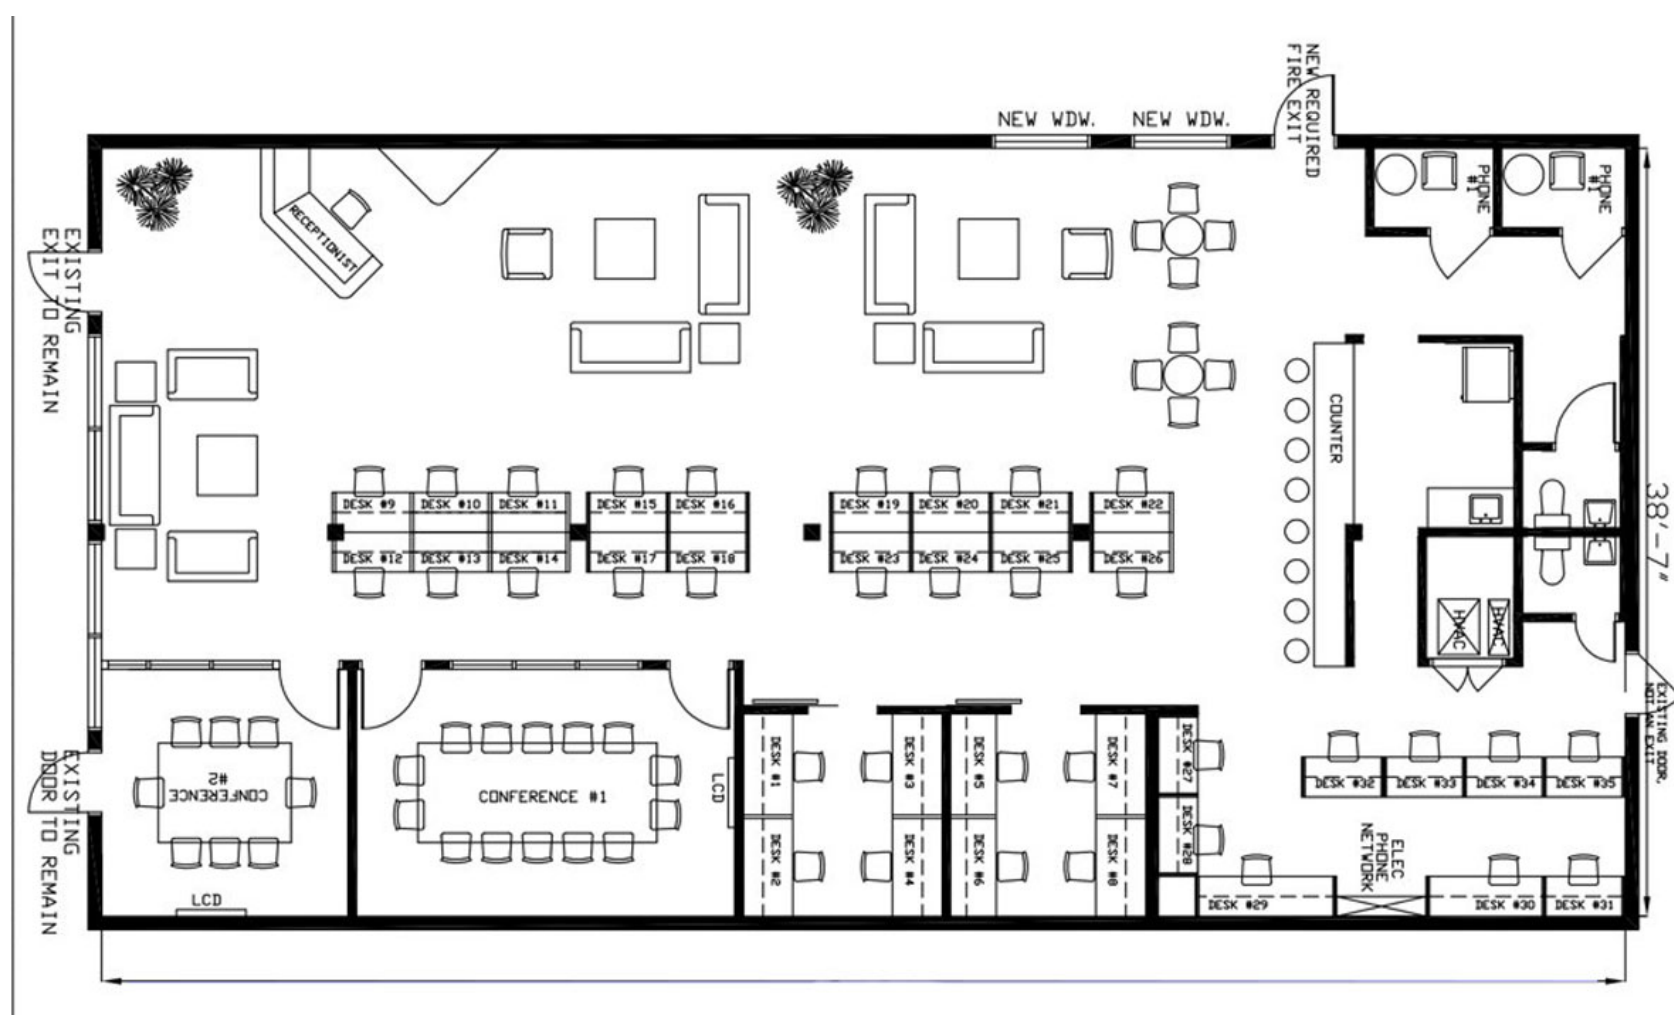 NEW REQUIRED
FIRE EXIT
NEW WDW.
NEW WDW.
PHONE
#1
PHONE
#1
RECEPTIONIST
EXISTING
EXIT TO REMAIN
COUNTER
38'-7"
DESK #9
DESK #10
DESK #11
DESK #15
DESK #16
DESK #19
DESK #20
DESK #21
DESK #22
DESK #12
DESK #13
DESK #14
DESK #17
DESK #18
DESK #23
DESK #24
DESK #25
DESK #26
HVAC
HVAC
EXISTING DOOR,
NOT AN EXIT
EXISTING
DOOR TO REMAIN
CONFERENCE
#2
LCD
CONFERENCE #1
LCD
DESK #1
DESK #3
DESK #5
DESK #7
DESK #2
DESK #4
DESK #6
DESK #8
DESK #27
DESK #28
DESK #32
DESK #33
DESK #34
DESK #35
ELEC
PHONE
NETWORK
DESK #29
DESK #30
DESK #31